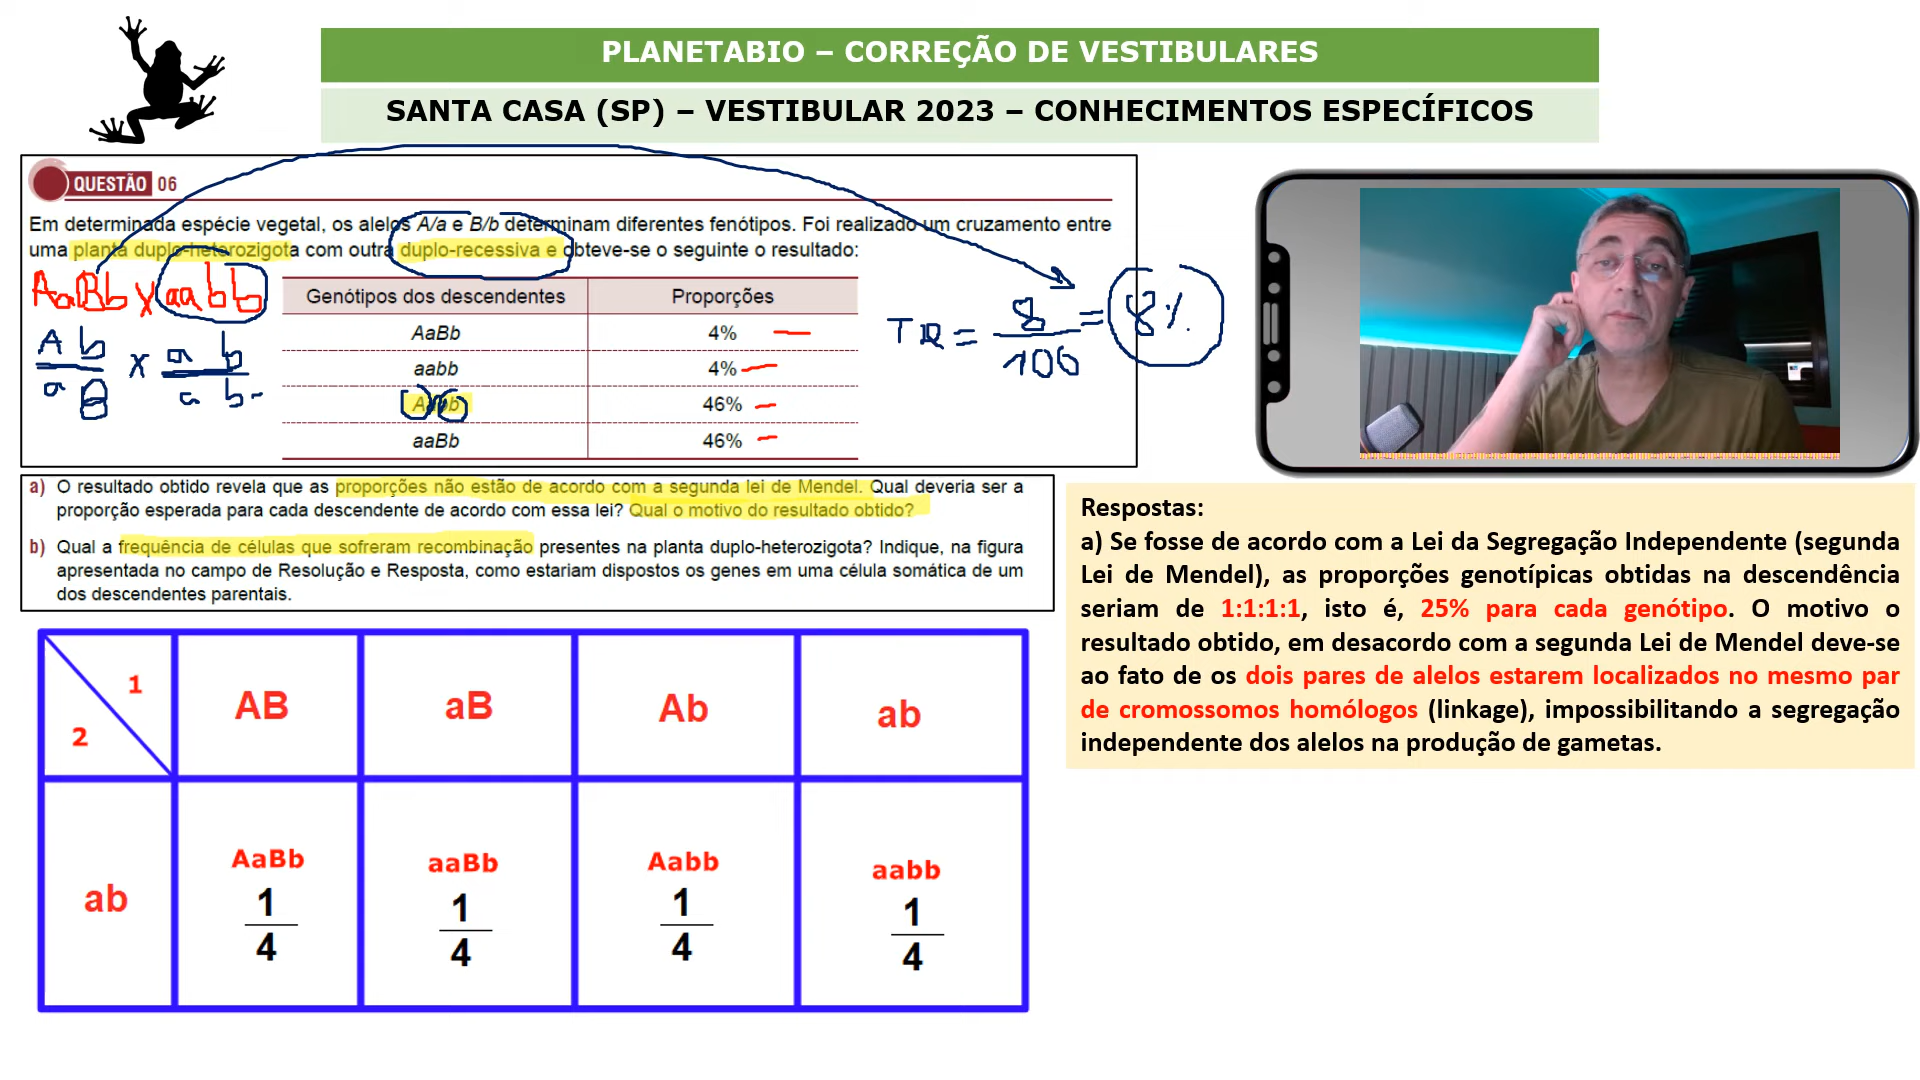 PLANETABIO – CORREÇÃO DE VESTIBULARES
SANTA CASA (SP) – VESTIBULAR 2023 – CONHECIMENTOS ESPECÍFICOS
QUESTÃO 06
Em determinada espécie vegetal, os alelos A/a e B/b determinam diferentes fenótipos. Foi realizado um cruzamento entre
uma planta duplo-heterozigota com outra duplo-recessiva e obteve-se o seguinte o resultado:
AaBb x aabb
A b
a B
x
a b
a b
Genótipos dos descendentes Proporções
AaBb 4%
aabb 4%
Aabb 46%
aaBb 46%
TR = 8/100 = 8%
a) O resultado obtido revela que as proporções não estão de acordo com a segunda lei de Mendel. Qual deveria ser a
proporção esperada para cada descendente de acordo com essa lei? Qual o motivo do resultado obtido?
b) Qual a frequência de células que sofreram recombinação presentes na planta duplo-heterozigota? Indique, na figura
apresentada no campo de Resolução e Resposta, como estariam dispostos os genes em uma célula somática de um
dos descendentes parentais.
1
2
AB aB Ab ab
ab
AaBb aaBb Aabb aabb
1/4 1/4 1/4 1/4
Respostas:
a) Se fosse de acordo com a Lei da Segregação Independente (segunda
Lei de Mendel), as proporções genotípicas obtidas na descendência
seriam de 1:1:1:1, isto é, 25% para cada genótipo. O motivo o
resultado obtido, em desacordo com a segunda Lei de Mendel deve-se
ao fato de os dois pares de alelos estarem localizados no mesmo par
de cromossomos homólogos (linkage), impossibilitando a segregação
independente dos alelos na produção de gametas.